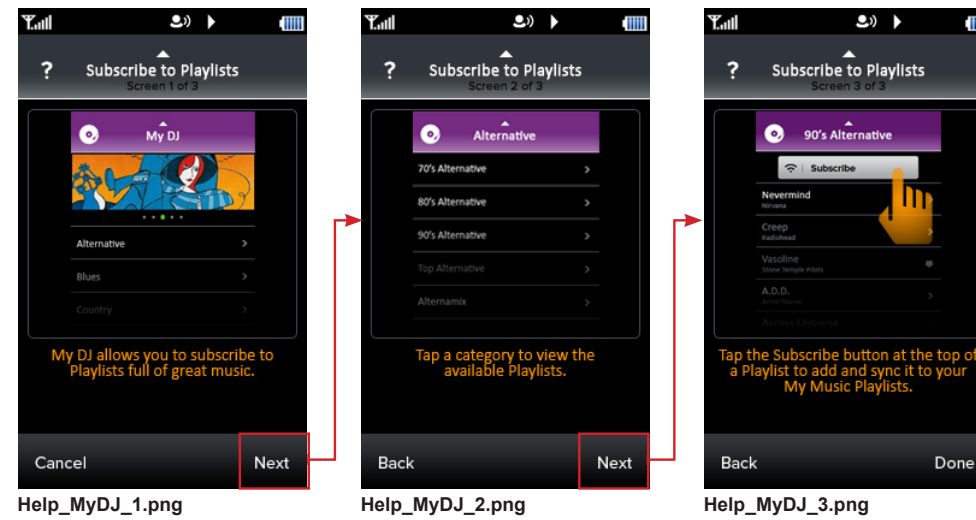 ?
Subscribe to Playlists
Screen 1 of 3
My DJ
Alternative
Blues
Country
My DJ allows you to subscribe to
Playlists full of great music.
Cancel
Next
Help_MyDJ_1.png
?
Subscribe to Playlists
Screen 2 of 3
Alternative
70's Alternative
80's Alternative
90's Alternative
Top Alternative
Alternamix
Tap a category to view the
available Playlists.
Back
Next
Help_MyDJ_2.png
?
Subscribe to Playlists
Screen 3 of 3
90's Alternative
Subscribe
Nevermind
Nirvana
Creep
Radiohead
Vasoline
Stone Temple Pilots
A.D.D.
Artist Name
Across Universe
Tap the Subscribe button at the top of
a Playlist to add and sync it to your
My Music Playlists.
Back
Done
Help_MyDJ_3.png